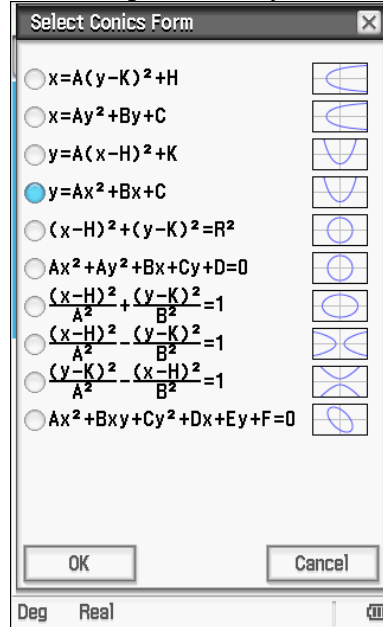 Select Conics Form
x=A(y-K)²+H
x=Ay²+By+C
y=A(x-H)²+K
y=Ax²+Bx+C
(x-H)²+(y-K)²=R²
Ax²+Ay²+Bx+Cy+D=0
(x-H)²/A²+(y-K)²/B²=1
(x-H)²/A²-(y-K)²/B²=1
(y-K)²/A²-(x-H)²/B²=1
Ax²+Bxy+Cy²+Dx+Ey+F=0
OK Cancel
Deg Real